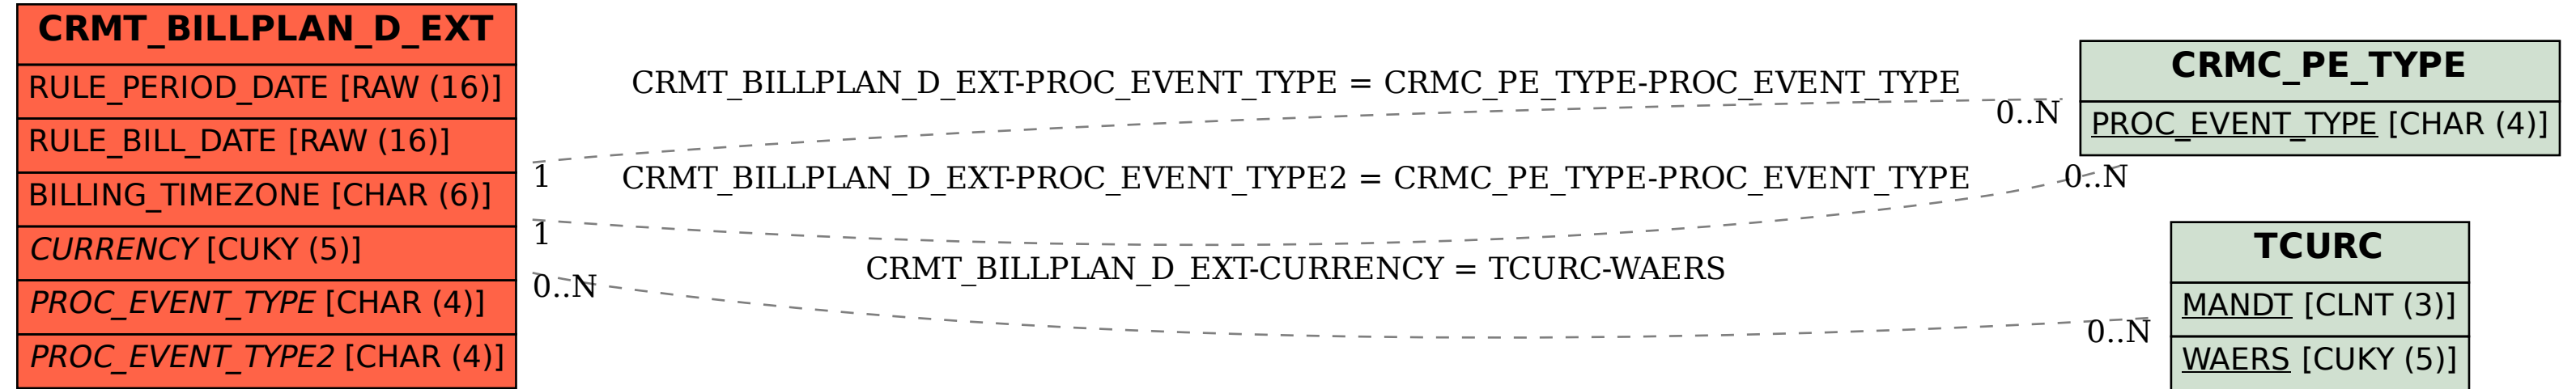 CRMT_BILLPLAN_D_EXT
RULE_PERIOD_DATE [RAW (16)]
RULE_BILL_DATE [RAW (16)]
BILLING_TIMEZONE [CHAR (6)]
CURRENCY [CUKY (5)]
PROC_EVENT_TYPE [CHAR (4)]
PROC_EVENT_TYPE2 [CHAR (4)]
CRMT_BILLPLAN_D_EXT-PROC_EVENT_TYPE = CRMC_PE_TYPE-PROC_EVENT_TYPE
1
0..N
CRMT_BILLPLAN_D_EXT-PROC_EVENT_TYPE2 = CRMC_PE_TYPE-PROC_EVENT_TYPE
1
0..N
CRMT_BILLPLAN_D_EXT-CURRENCY = TCURC-WAERS
0..N
0..N
CRMC_PE_TYPE
PROC_EVENT_TYPE [CHAR (4)]
TCURC
MANDT [CLNT (3)]
WAERS [CUKY (5)]